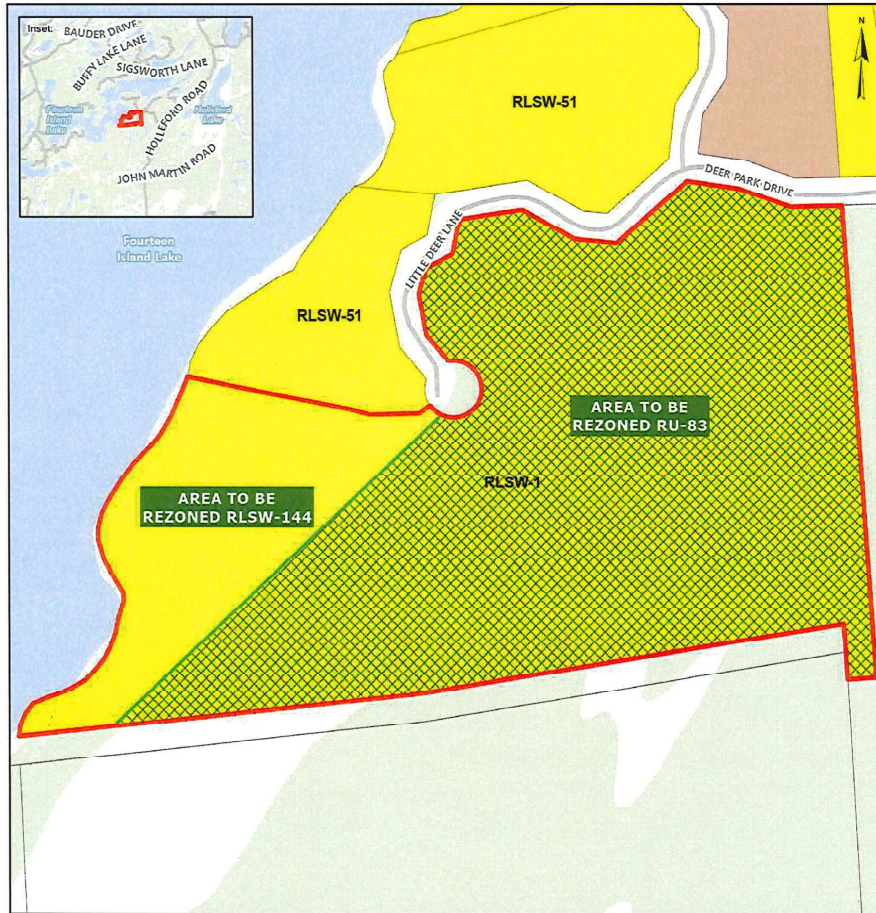 Inset:
BAUDER DRIVE
BUFFY LAKE LANE
SIGSWORTH LANE
Fourteen
Island
Lake
HOLLEFORD ROAD
Holleford
Lake
JOHN MARTIN ROAD
N
RLSW-51
DEER PARK DRIVE
Fourteen
Island Lake
LITTLE DEER LANE
RLSW-51
AREA TO BE
REZONED RU-83
RLSW-1
AREA TO BE
REZONED RLSW-144